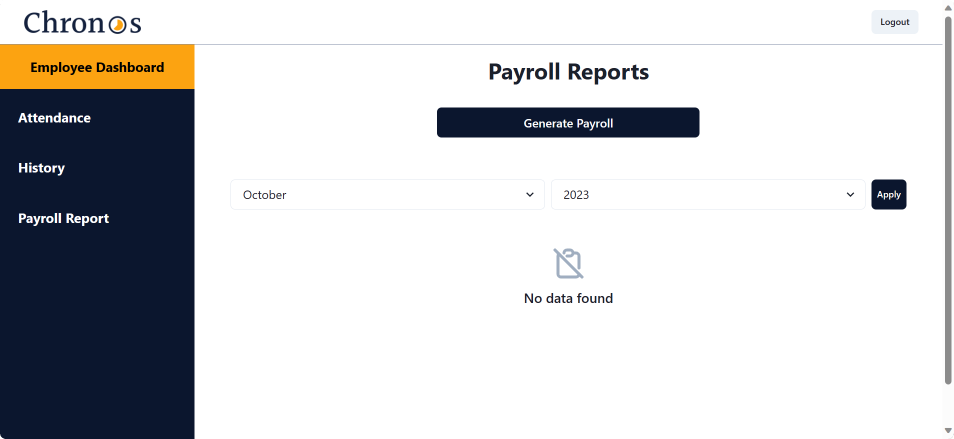 Chronos
Logout
Employee Dashboard
Attendance
History
Payroll Report
Payroll Reports
Generate Payroll
October
2023
Apply
No data found